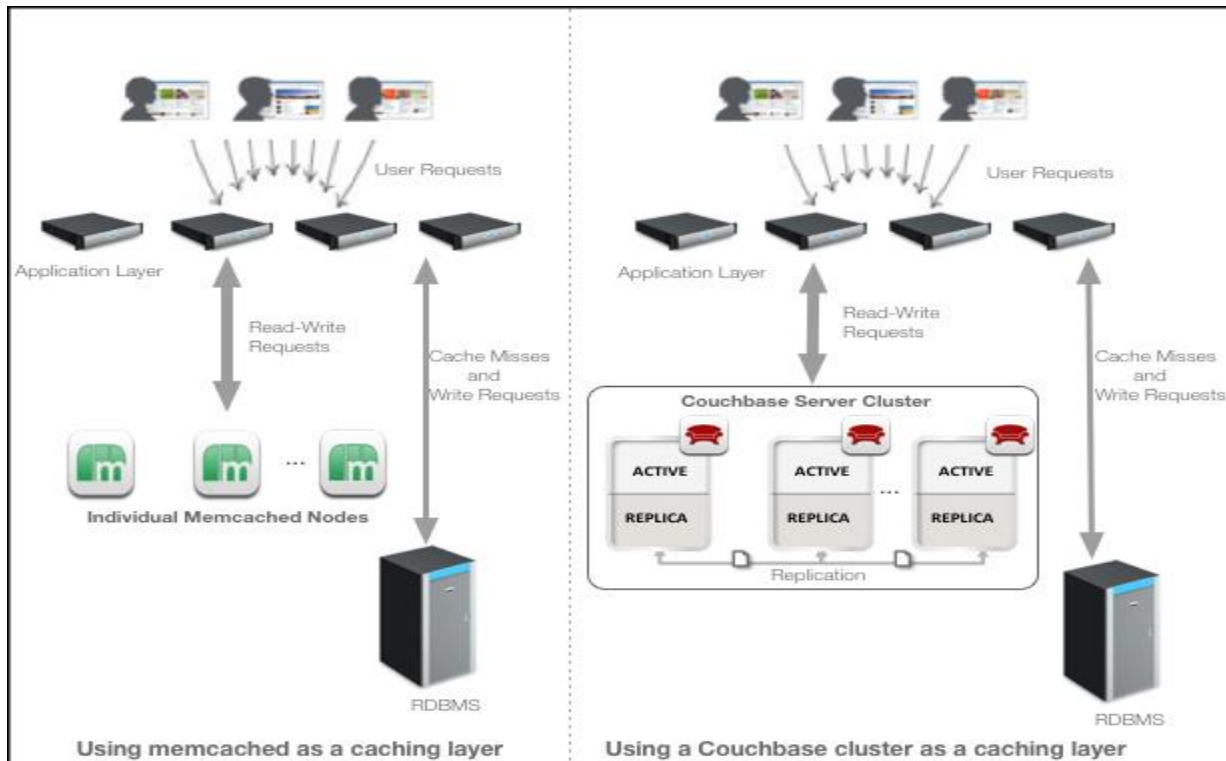 User Requests
Application Layer
Read-Write
Requests
Cache Misses
and
Write Requests
m
m
...
m
Individual Memcached Nodes
RDBMS
Using memcached as a caching layer
User Requests
Application Layer
Read-Write
Requests
Cache Misses
and
Write Requests
Couchbase Server Cluster
ACTIVE
REPLICA
ACTIVE
REPLICA
...
ACTIVE
REPLICA
Replication
RDBMS
Using a Couchbase cluster as a caching layer